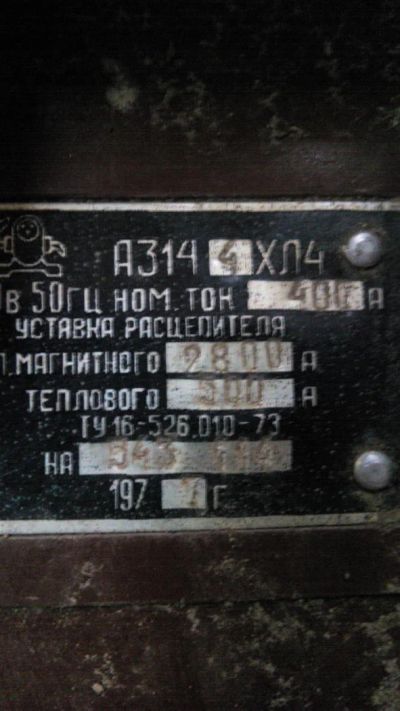 А3144ХЛ4
В 50ГЦ НОМ. ТОК 400 А
УСТАВКА РАСЦЕПИТЕЛЯ
МАГНИТНОГО 2800 А
ТЕПЛОВОГО 500 А
ТУ16-526.010-73
НА
197 г